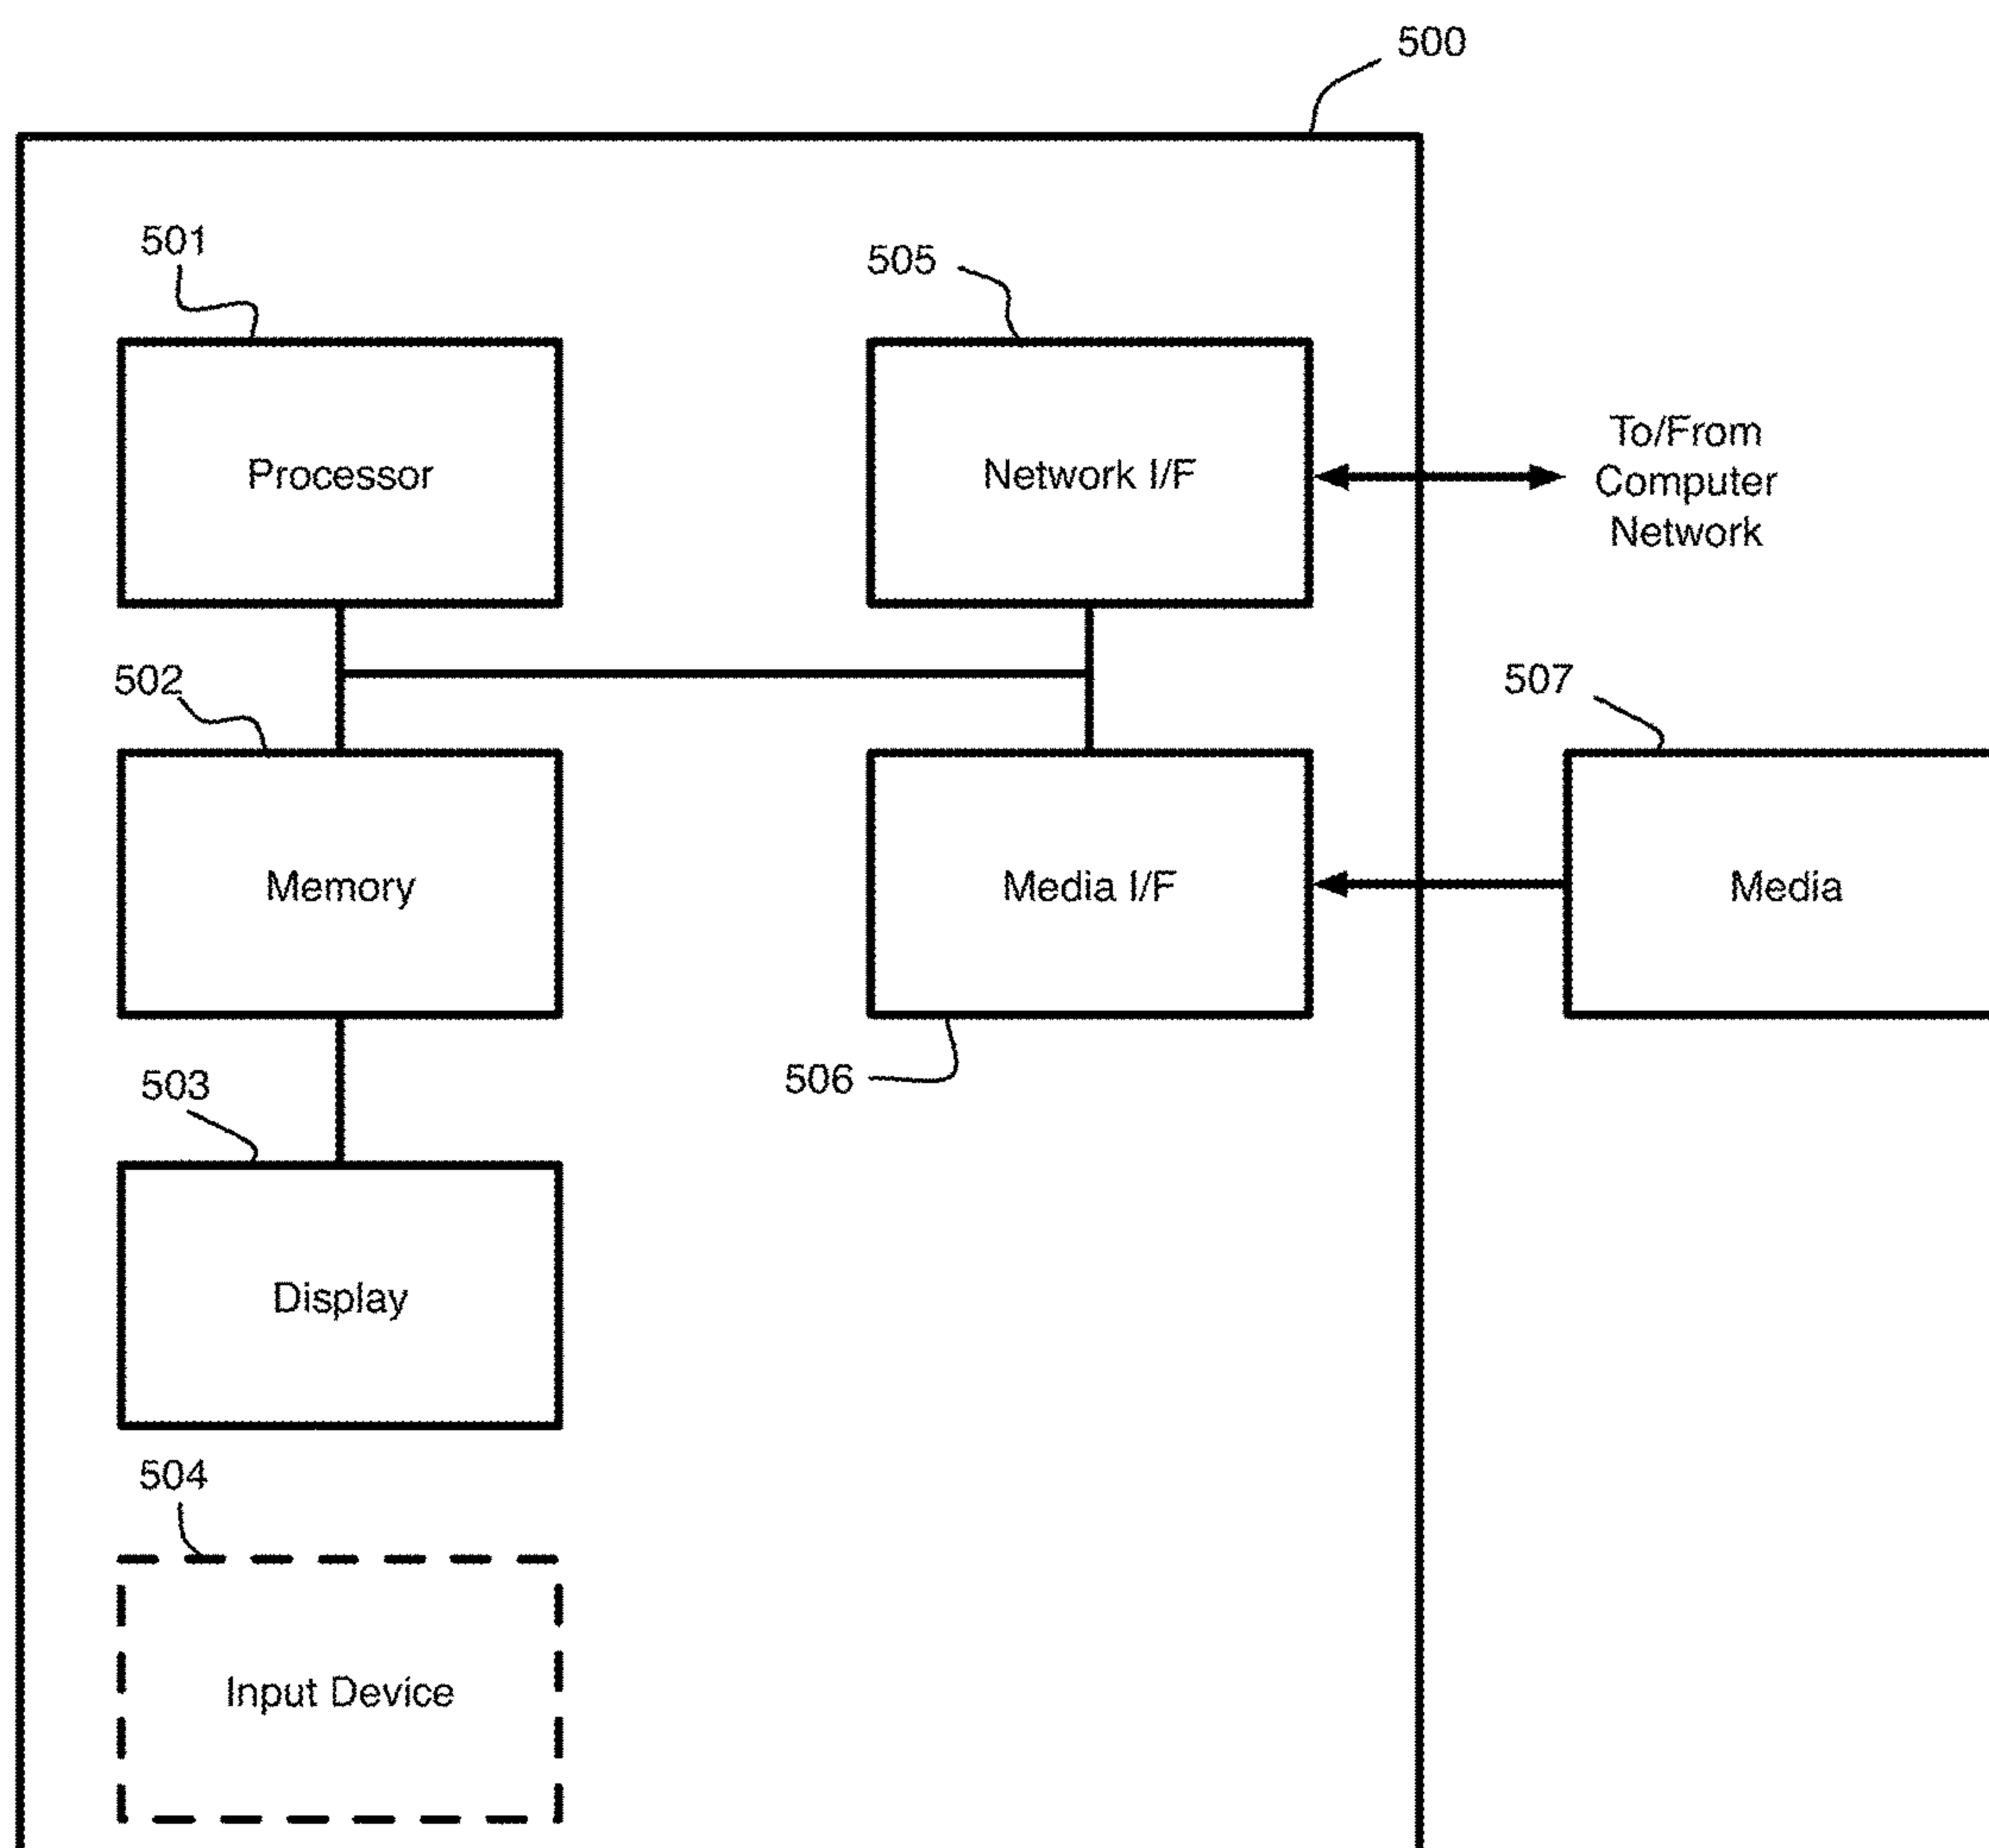 500
501
505
Processor
Network I/F
To/From
Computer
Network
502
507
Memory
Media I/F
Media
503
506
Display
504
Input Device